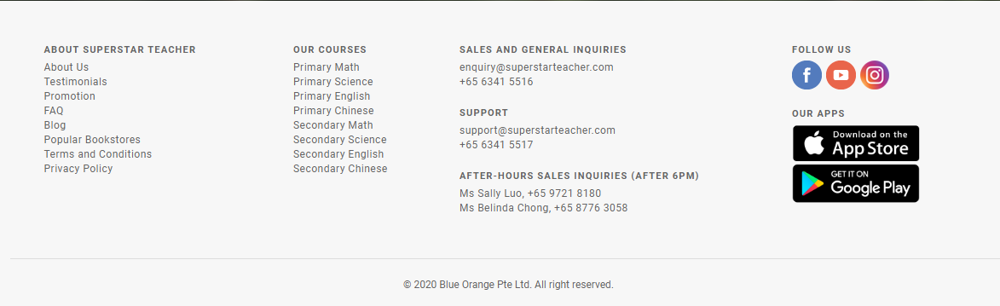 ABOUT SUPERSTAR TEACHER
About Us
Testimonials
Promotion
FAQ
Blog
Popular Bookstores
Terms and Conditions
Privacy Policy
OUR COURSES
Primary Math
Primary Science
Primary English
Primary Chinese
Secondary Math
Secondary Science
Secondary English
Secondary Chinese
SALES AND GENERAL INQUIRIES
enquiry@superstarteacher.com
+65 6341 5516
SUPPORT
support@superstarteacher.com
+65 6341 5517
AFTER-HOURS SALES INQUIRIES (AFTER 6PM)
Ms Sally Luo, +65 9721 8180
Ms Belinda Chong, +65 8776 3058
FOLLOW US
f
OUR APPS
Download on the
App Store
GET IT ON
Google Play
© 2020 Blue Orange Pte Ltd. All right reserved.